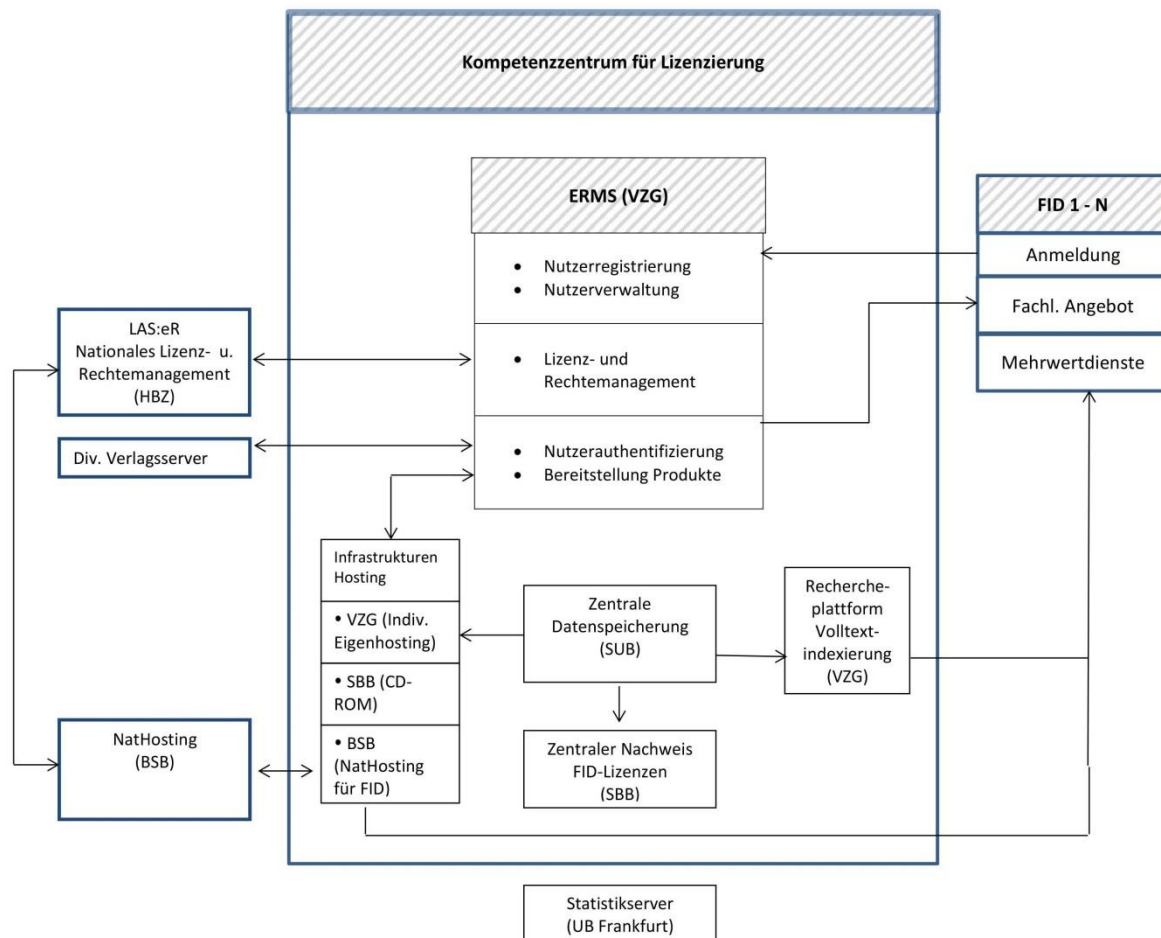 Kompetenzzentrum für Lizenzierung
ERMS (VZG)
• Nutzerregistrierung
• Nutzerverwaltung
• Lizenz- und
Rechtemanagement
• Nutzerauthentifizierung
• Bereitstellung Produkte
FID 1 - N
Anmeldung
Fachl. Angebot
Mehrwertdienste
LAS:eR
Nationales Lizenz- u.
Rechtemanagement
(HBZ)
Div. Verlagsserver
NatHosting
(BSB)
Infrastrukturen
Hosting
• VZG (Indiv.
Eigenhosting)
• SBB (CD-
ROM)
• BSB
(NatHosting
für FID)
Zentrale
Datenspeicherung
(SUB)
Zentraler Nachweis
FID-Lizenzen
(SBB)
Recherche-
plattform
Volltext-
indexierung
(VZG)
Statistikserver
(UB Frankfurt)